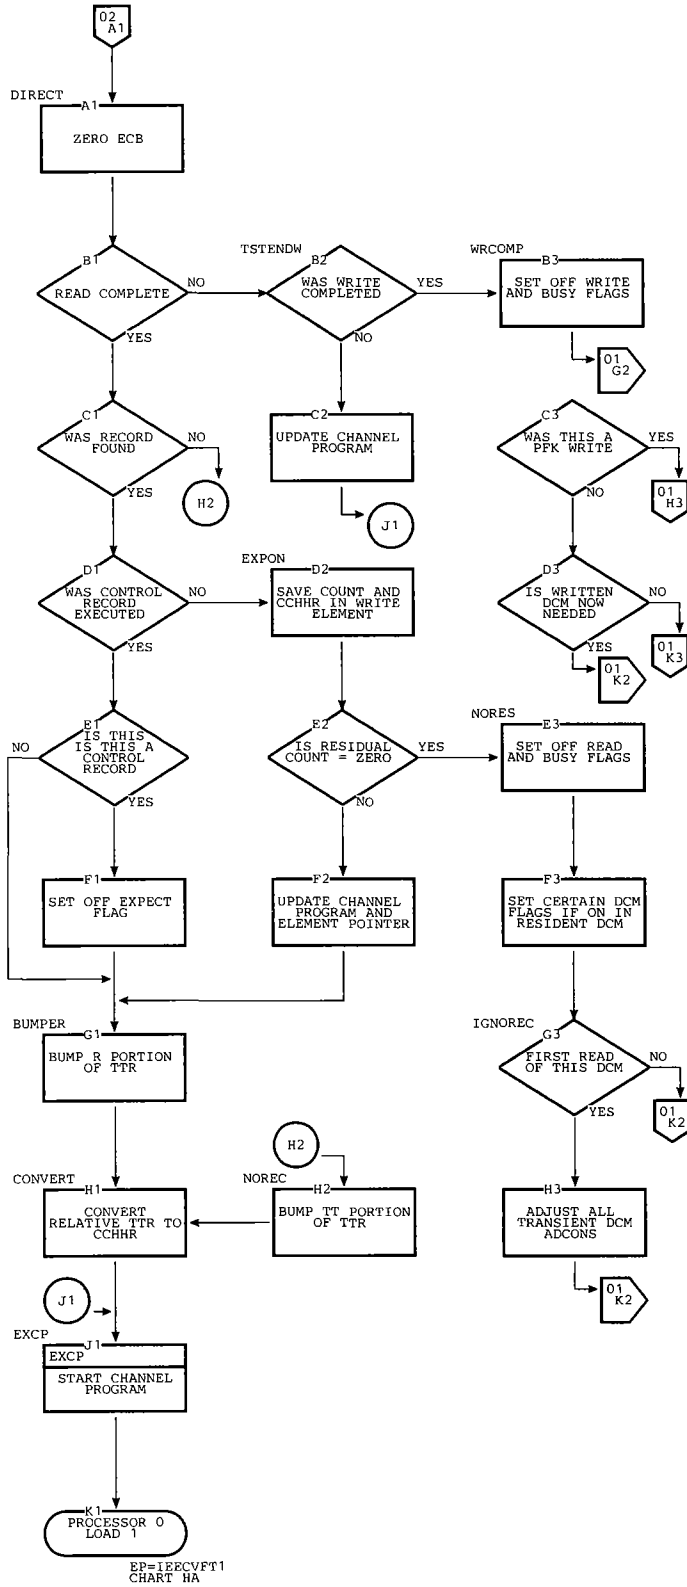 02
A1
DIRECT
A1
ZERO ECB
B1
READ COMPLETE
NO
YES
TSTENDW
B2
WAS WRITE
COMPLETED
YES
NO
WRCOMP
B3
SET OFF WRITE
AND BUSY FLAGS
01
G2
C1
WAS RECORD
FOUND
NO
YES
H2
C2
UPDATE CHANNEL
PROGRAM
J1
C3
WAS THIS A
PFK WRITE
YES
NO
01
H3
D1
WAS CONTROL
RECORD
EXECUTED
NO
YES
EXPON
D2
SAVE COUNT AND
CCHHR IN WRITE
ELEMENT
D3
IS WRITTEN
DCM NOW
NEEDED
NO
YES
01
K3
01
K2
E1
IS THIS
IS THIS A
CONTROL
RECORD
NO
YES
E2
IS RESIDUAL
COUNT = ZERO
YES
NO
NORES
E3
SET OFF READ
AND BUSY FLAGS
F1
SET OFF EXPECT
FLAG
F2
UPDATE CHANNEL
PROGRAM AND
ELEMENT POINTER
F3
SET CERTAIN DCM
FLAGS IF ON IN
RESIDENT DCM
BUMPER
G1
BUMP R PORTION
OF TTR
IGNOREC
G3
FIRST READ
OF THIS DCM
NO
YES
01
K2
H2
CONVERT
H1
CONVERT
RELATIVE TTR TO
CCHHR
NOREC
H2
BUMP TT PORTION
OF TTR
H3
ADJUST ALL
TRANSIENT DCM
ADCONS
01
K2
J1
EXCP
J1
EXCP
START CHANNEL
PROGRAM
K1
PROCESSOR 0
LOAD 1
EP=IEECVFT1
CHART HA